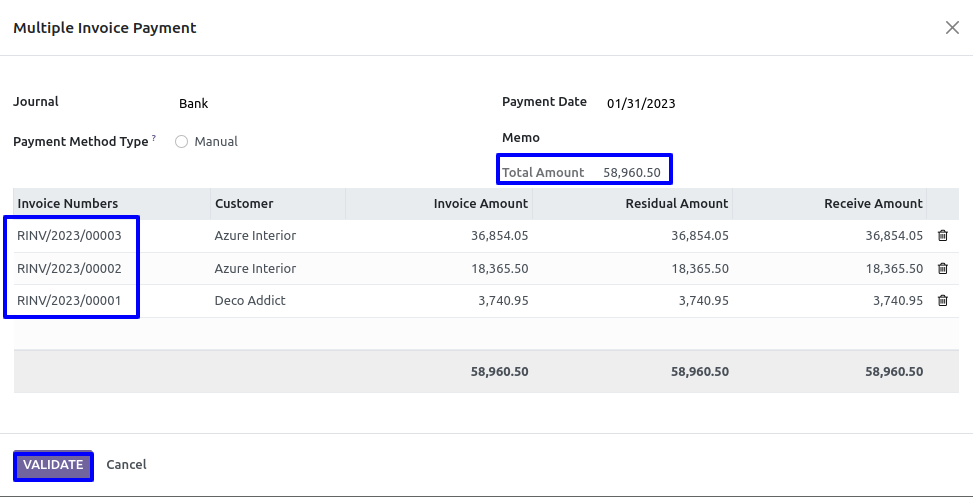 Multiple Invoice Payment
Journal Bank Payment Date 01/31/2023
Payment Method Type ? Manual Memo
Total Amount 58,960.50
Invoice Numbers Customer Invoice Amount Residual Amount Receive Amount
RINV/2023/00003 Azure Interior 36,854.05 36,854.05 36,854.05
RINV/2023/00002 Azure Interior 18,365.50 18,365.50 18,365.50
RINV/2023/00001 Deco Addict 3,740.95 3,740.95 3,740.95
58,960.50 58,960.50 58,960.50
VALIDATE Cancel